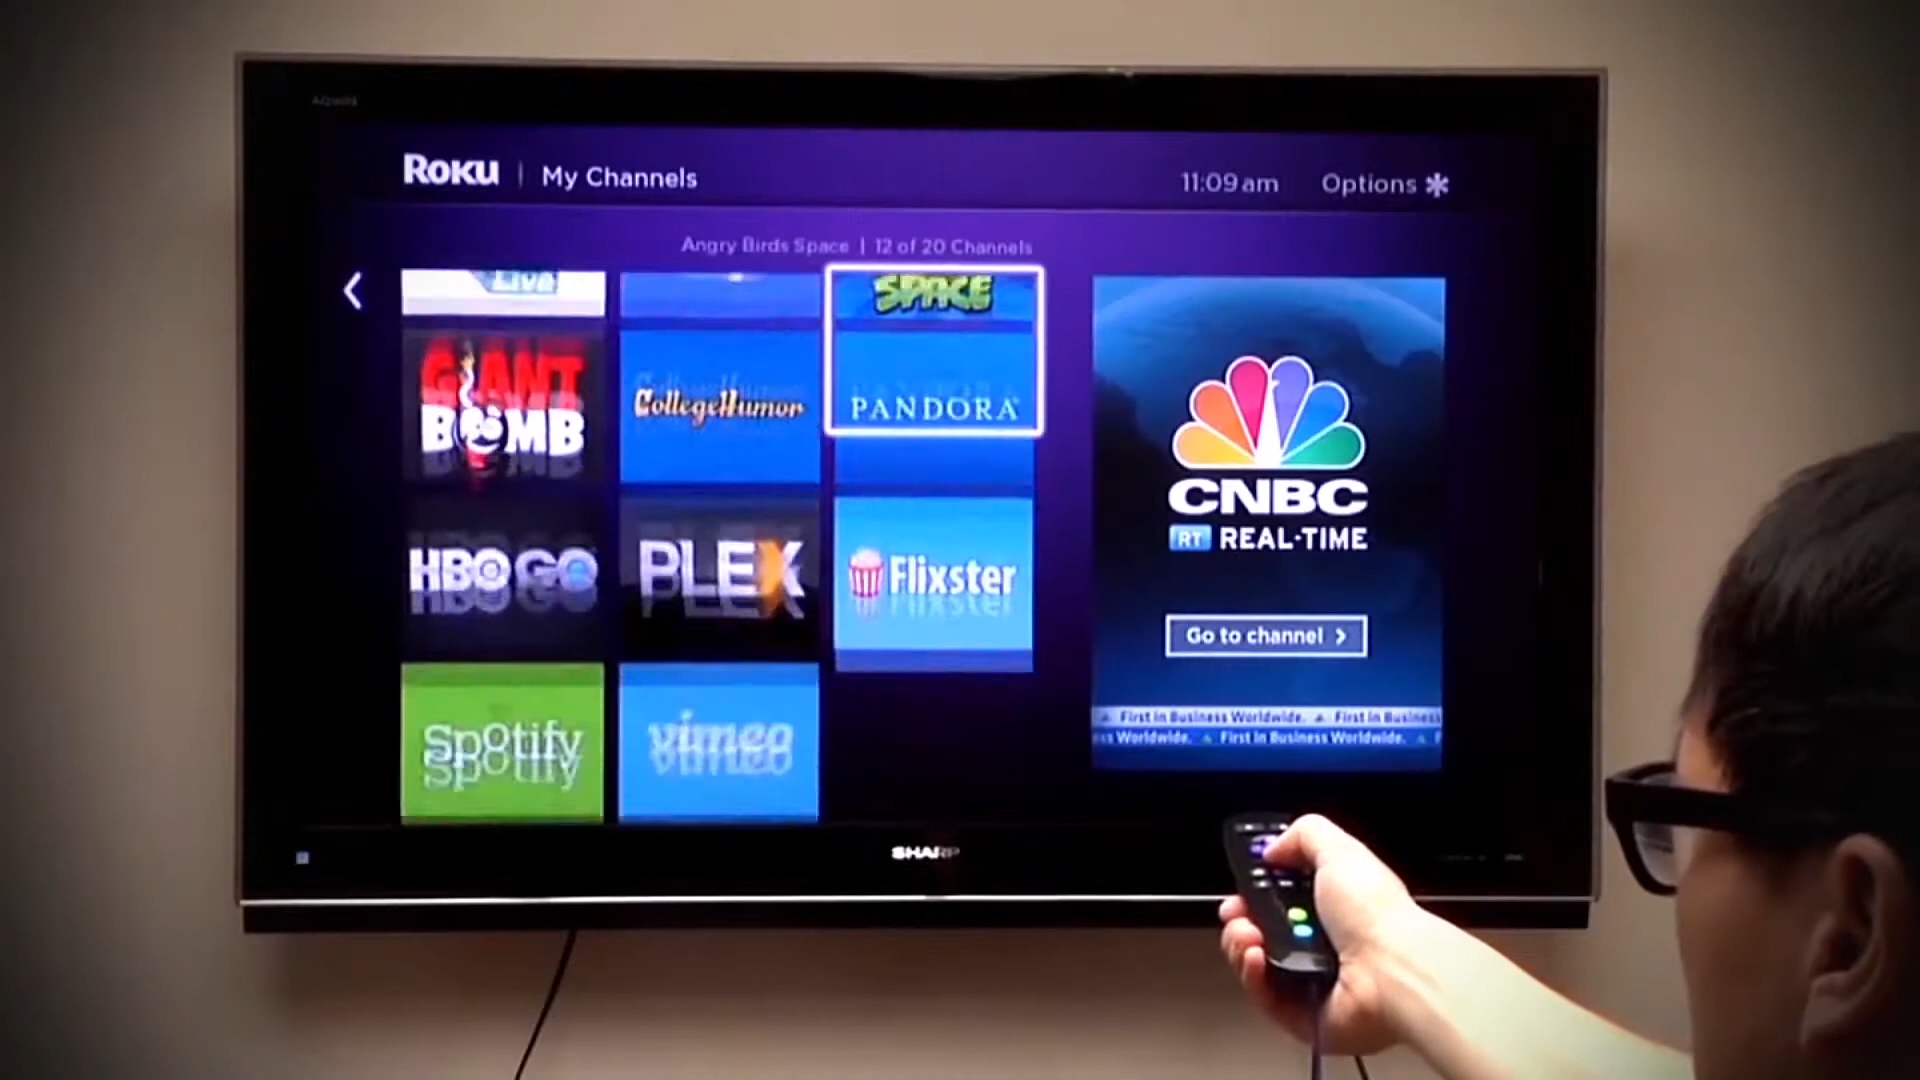 AQUOS
Roku | My Channels
11:09am Options *
Angry Birds Space | 12 of 20 Channels
Live
SPACE
GIANT BOMB
CollegeHumor
PANDORA
HBO GO
PLEX
Flixster
Spotify
vimeo
CNBC
RT REAL-TIME
Go to channel >
First in Business Worldwide. First in Business
ss Worldwide. First in Business Worldwide. F
SHARP